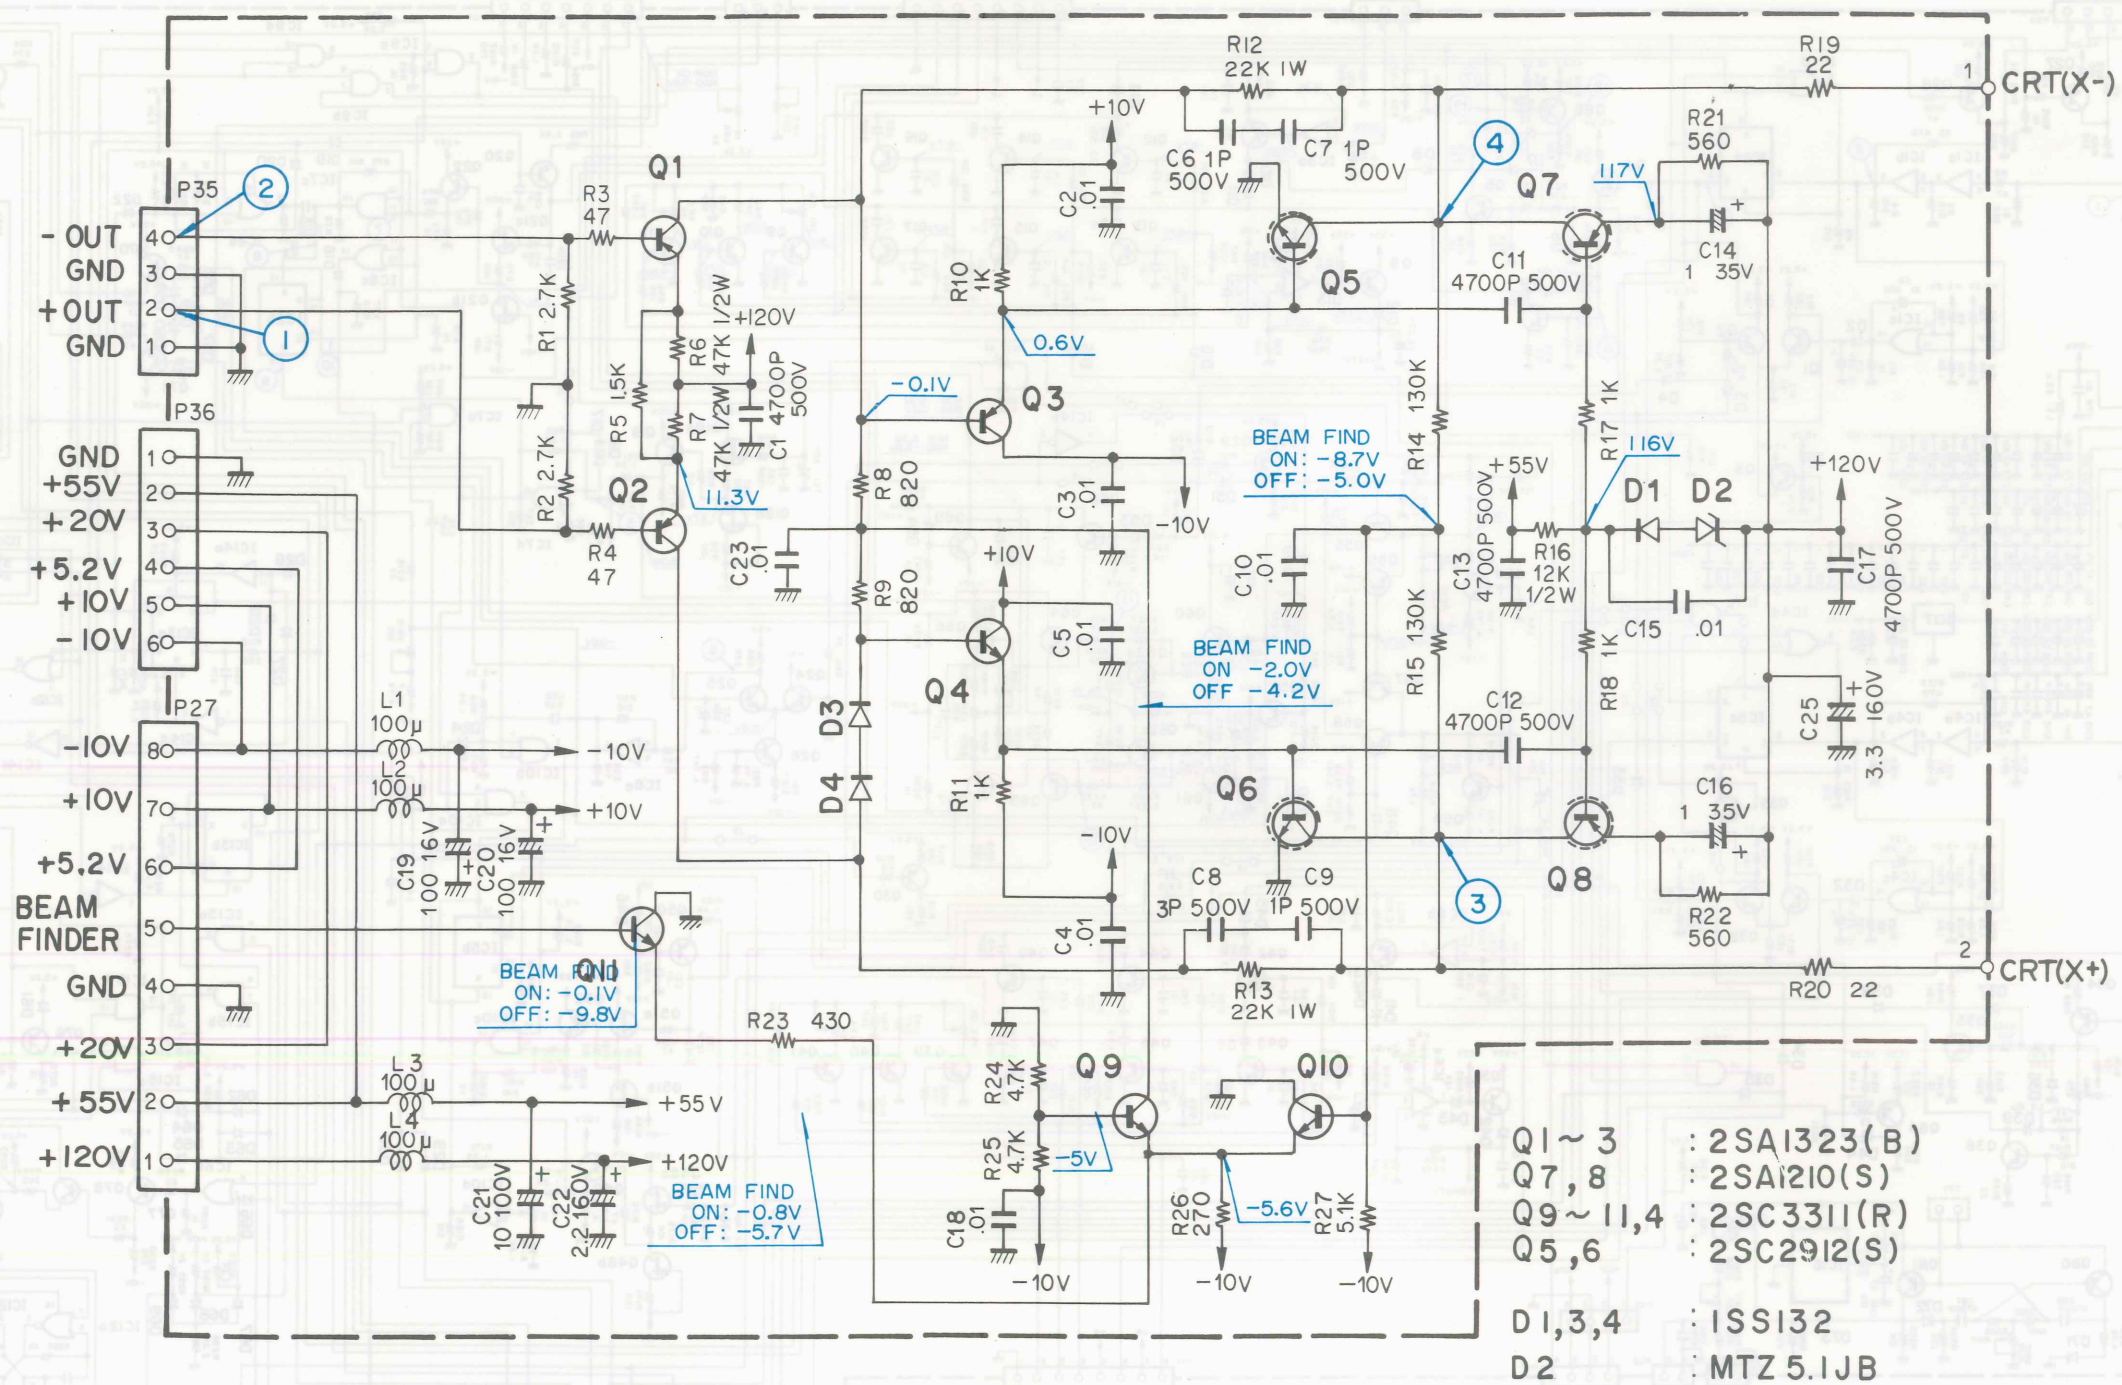 R12
22K 1W
R19
22
1
CRT(X-)
+10V
C6 1P
500V
C7 1P
500V
C2
.01
4
Q7
117V
R21
560
+
C14
1 35V
P35
2
- OUT
4
GND
3
+OUT
2
GND
1
1
R3
47
Q1
R1 2.7K
R5 1.5K
R6 47K 1/2W
R7 47K 1/2W
+120V
C1 4700P
500V
R10
1K
0.6V
-0.1V
Q3
Q5
C11
4700P 500V
R14 130K
R17 1K
116V
P36
GND
1
+55V
2
+20V
3
+5.2V
4
+10V
5
-10V
6
R2 2.7K
Q2
11.3V
R4
47
C23
.01
R8
820
R9
820
C3
.01
-10V
+10V
BEAM FIND
ON: -8.7V
OFF: -5.0V
C10
.01
+55V
C13
4700P 500V
R16
12K
1/2W
D1
D2
C15
.01
+120V
C17
4700P 500V
C5
.01
Q4
BEAM FIND
ON -2.0V
OFF -4.2V
R15 130K
R18 1K
C12
4700P 500V
C25
3.3 160V
+
P27
-10V
8
+10V
7
+5.2V
6
BEAM
FINDER
5
GND
4
+20V
3
+55V
2
+120V
1
L1
100μ
-10V
L2
100μ
+10V
C19
100 16V
+
C20
100 16V
+
D3
D4
R11
1K
-10V
C4
.01
Q6
Q8
C16
1 35V
+
3
R22
560
C8
3P 500V
C9
1P 500V
R13
22K 1W
R20 22
2
CRT(X+)
Q11
BEAM FIND
ON: -0.1V
OFF: -9.8V
R23 430
L3
100μ
+55V
L4
100μ
+120V
C21
10 100V
+
C22
2.2 160V
+
BEAM FIND
ON: -0.8V
OFF: -5.7V
R24
4.7K
R25
4.7K
C18
.01
-10V
Q9
-5V
Q10
R26
270
-5.6V
-10V
R27
5.1K
-10V
Q1~3 : 2SA1323(B)
Q7,8 : 2SA1210(S)
Q9~11,4 : 2SC3311(R)
Q5,6 : 2SC2912(S)
D1,3,4 : 1SS132
D2 : MTZ 5.1JB